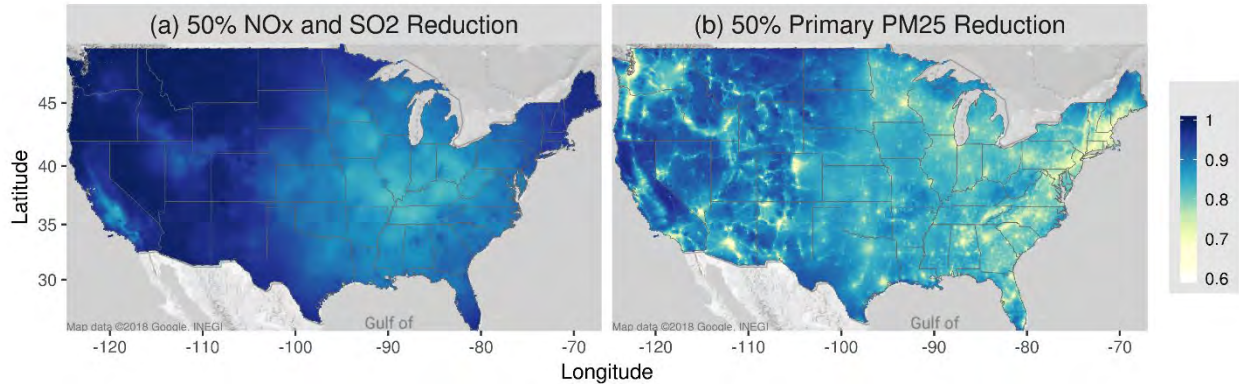 (a) 50% NOx and SO2 Reduction
(b) 50% Primary PM25 Reduction
45
40
35
30
Latitude
Map data ©2018 Google, INEGI
Gulf of
Map data ©2018 Google, INEGI
Gulf of
-120
-110
-100
-90
-80
-70
-120
-110
-100
-90
-80
-70
Longitude
1
0.9
0.8
0.7
0.6